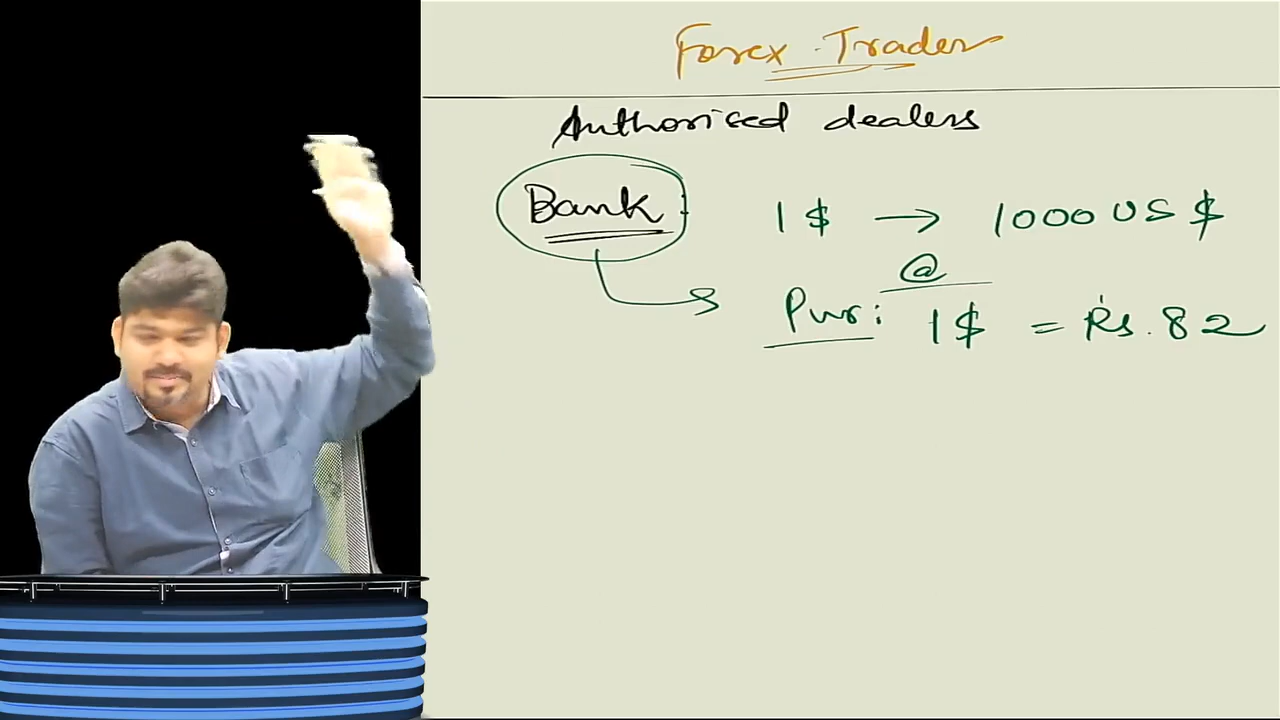 Forex Trader
Authorised dealers
Bank 1 $ → 1000 US $
@
Pur: 1 $ = Rs. 82